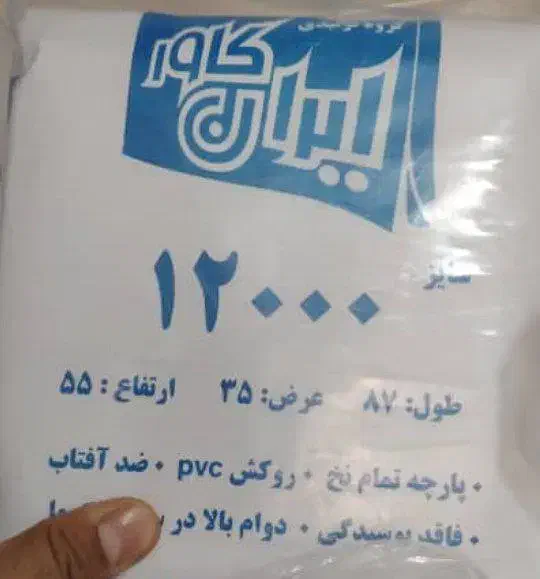 گروه تولیدی
ایران کاور
سایز ۱۲۰۰۰
طول: ۸۷ عرض: ۳۵ ارتفاع: ۵۵
• پارچه تمام نخ • روکش pvc • ضد آفتاب
• فاقد پوسیدگی • دوام بالا در